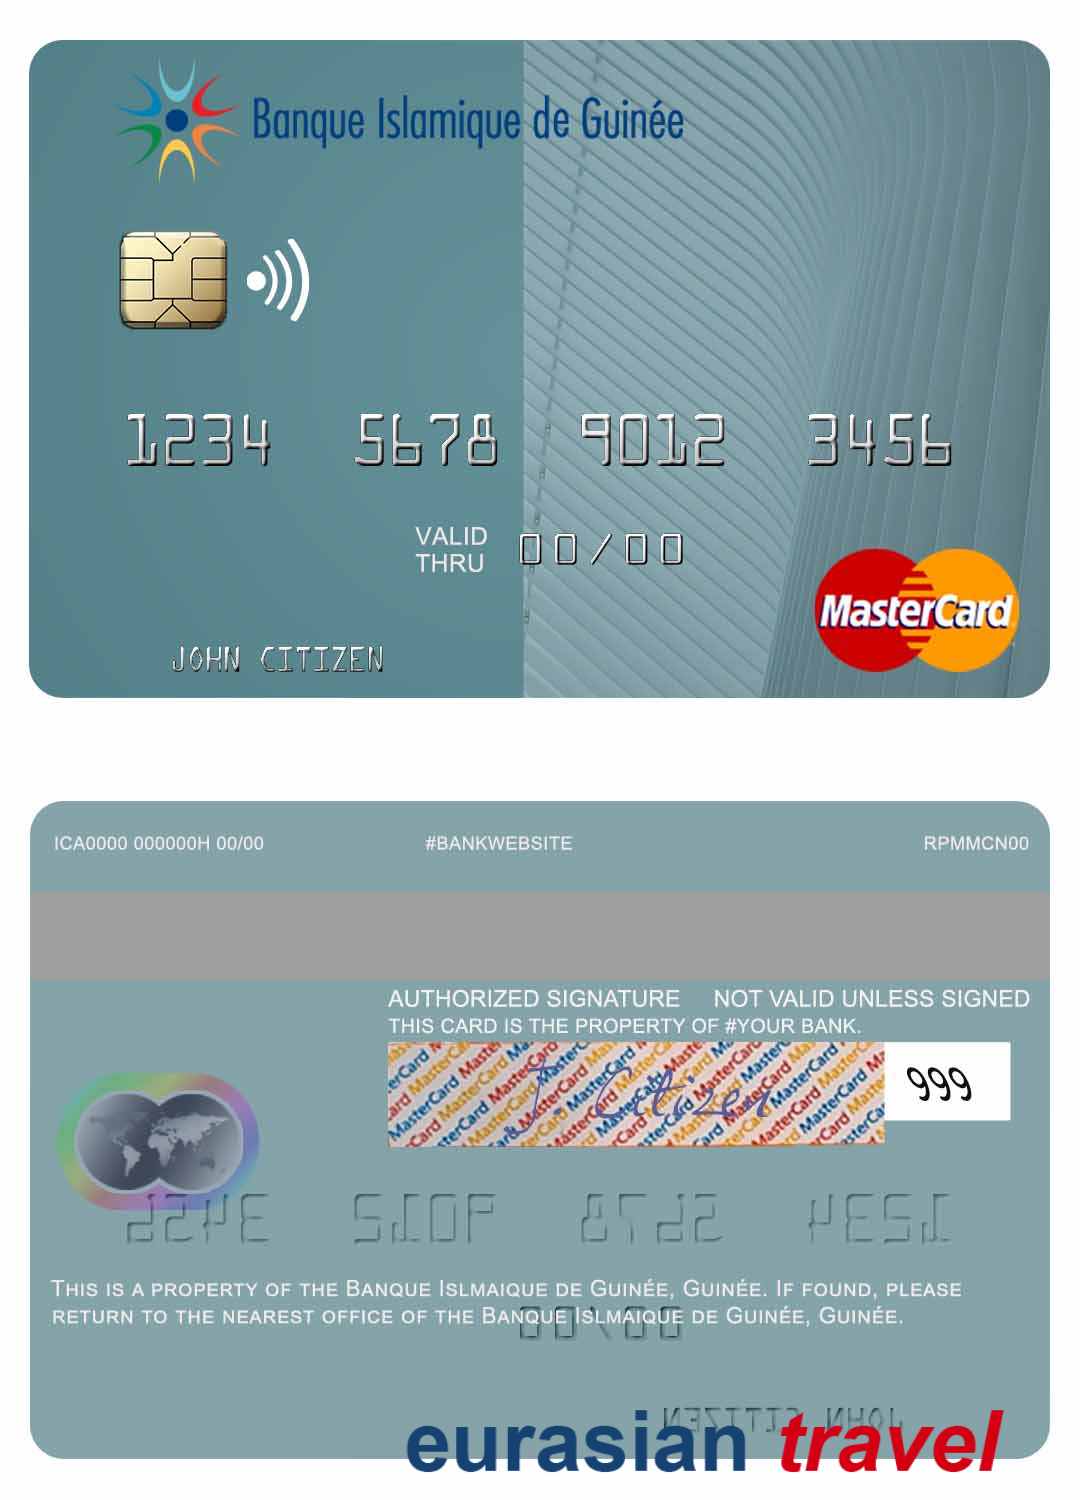 Banque Islamique de Guinée
1234 5678 9012 3456
VALID
THRU 00/00
MasterCard
JOHN CITIZEN
ICA0000 000000H 00/00 #BANKWEBSITE RPMMCN00
AUTHORIZED SIGNATURE NOT VALID UNLESS SIGNED
THIS CARD IS THE PROPERTY OF #YOUR BANK.
J. Citizen 999
THIS IS A PROPERTY OF THE BANQUE ISLMAIQUE DE GUINÉE, GUINÉE. IF FOUND, PLEASE
RETURN TO THE NEAREST OFFICE OF THE BANQUE ISLMAIQUE DE GUINÉE, GUINÉE.
eurasian travel